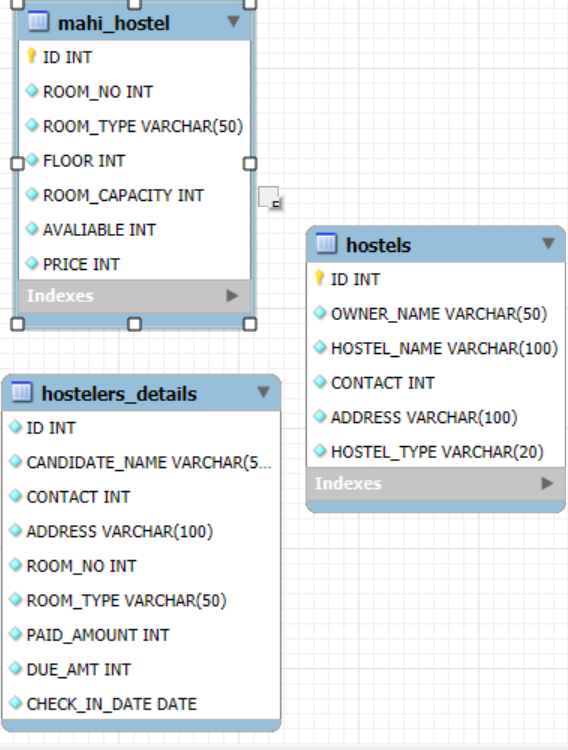 mahi_hostel
ID INT
ROOM_NO INT
ROOM_TYPE VARCHAR(50)
FLOOR INT
ROOM_CAPACITY INT
AVALIABLE INT
PRICE INT
Indexes
hostels
ID INT
OWNER_NAME VARCHAR(50)
HOSTEL_NAME VARCHAR(100)
CONTACT INT
ADDRESS VARCHAR(100)
HOSTEL_TYPE VARCHAR(20)
Indexes
hostelers_details
ID INT
CANDIDATE_NAME VARCHAR(5...
CONTACT INT
ADDRESS VARCHAR(100)
ROOM_NO INT
ROOM_TYPE VARCHAR(50)
PAID_AMOUNT INT
DUE_AMT INT
CHECK_IN_DATE DATE